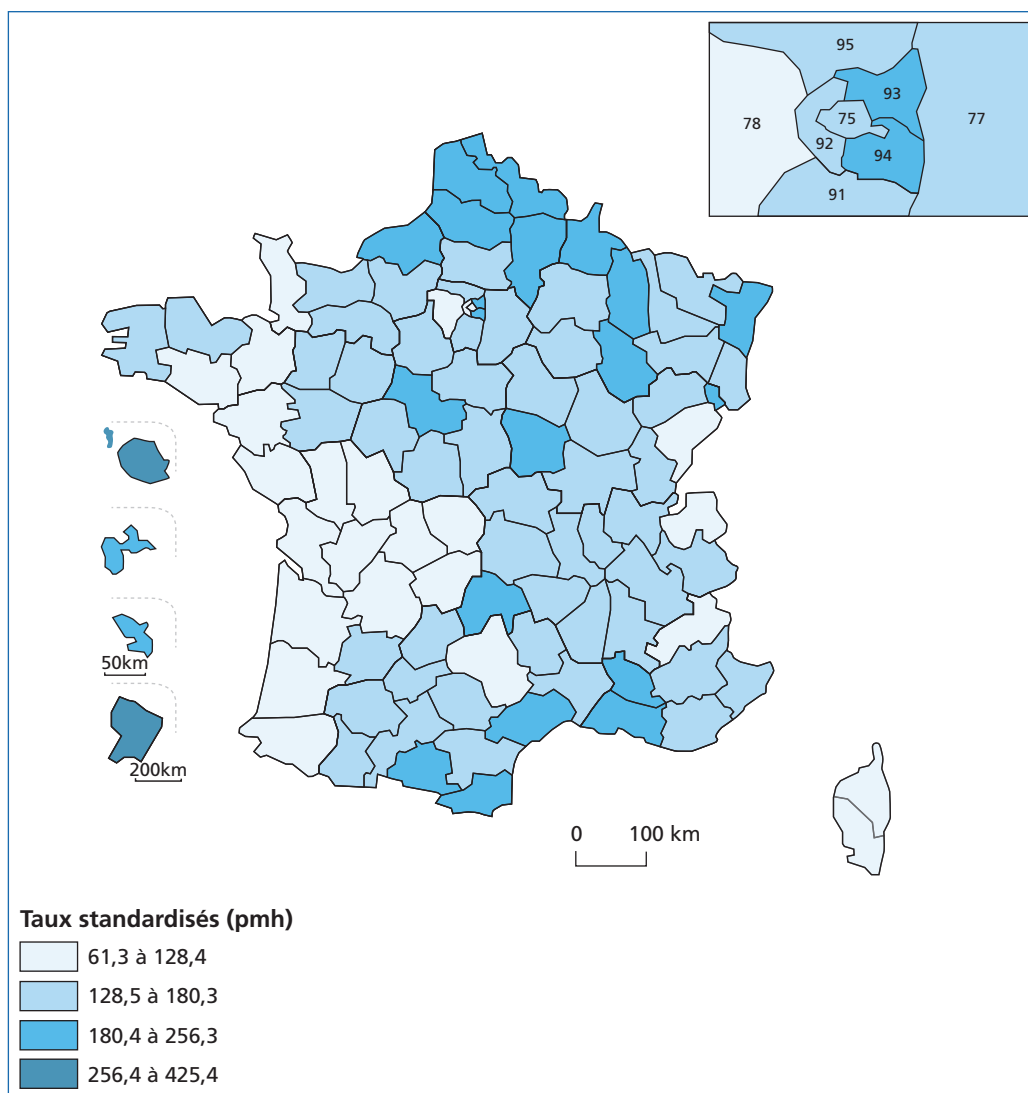 95
93
78
75
77
92
94
91
50km
200km
0 100 km
Taux standardisés (pmh)
61,3 à 128,4
128,5 à 180,3
180,4 à 256,3
256,4 à 425,4